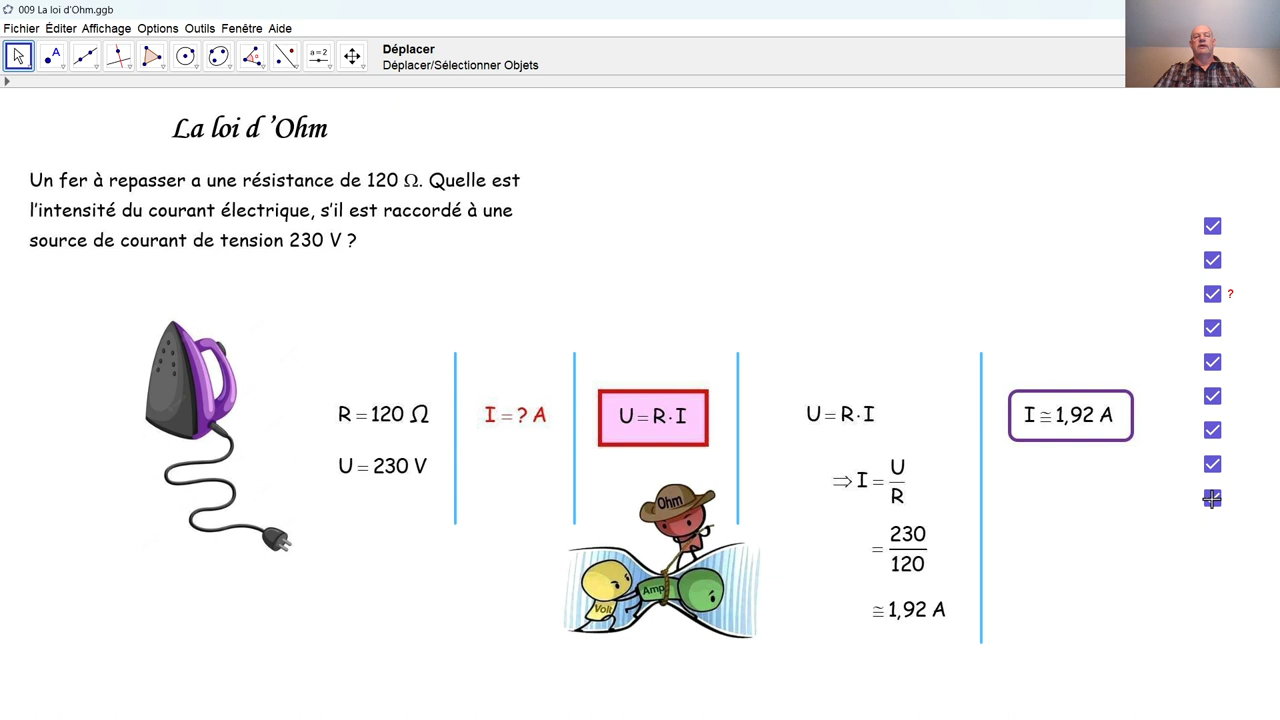 009 La loi d'Ohm.ggb
Fichier Éditer Affichage Options Outils Fenêtre Aide
A
a=2
Déplacer
Déplacer/Sélectionner Objets
La loi d'Ohm
Un fer à repasser a une résistance de 120 Ω. Quelle est
l'intensité du courant électrique, s'il est raccordé à une
source de courant de tension 230 V ?
?
R = 120 Ω
U = 230 V
I = ? A
U = R · I
Ohm
Volt
Amp
U = R · I
⇒ I = U/R
= 230/120
≅ 1,92 A
I ≅ 1,92 A